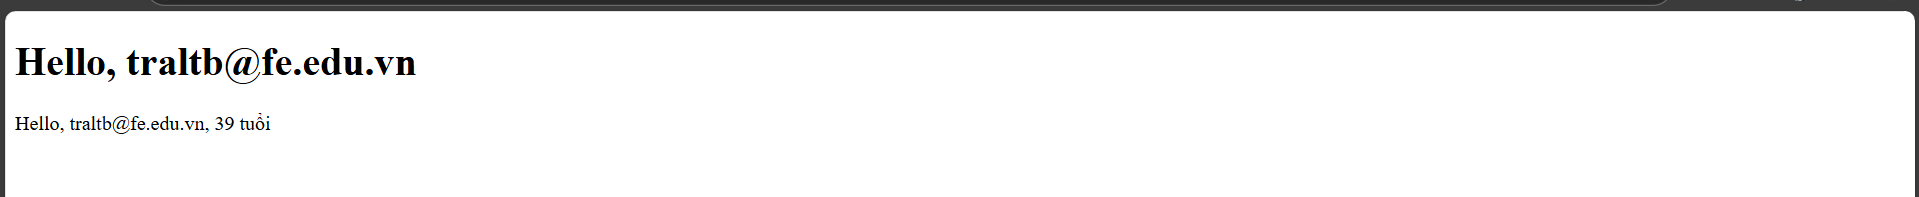 Hello, traltb@fe.edu.vn
Hello, traltb@fe.edu.vn, 39 tuổi